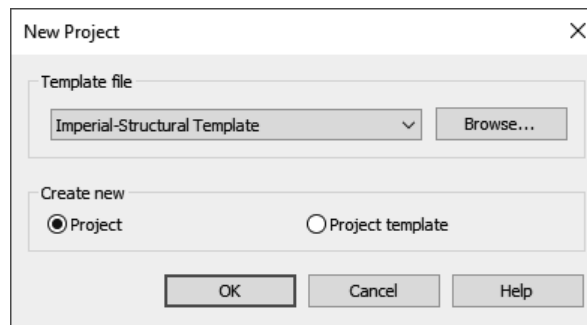 New Project
Template file
Imperial-Structural Template
Browse...
Create new
Project
Project template
OK
Cancel
Help